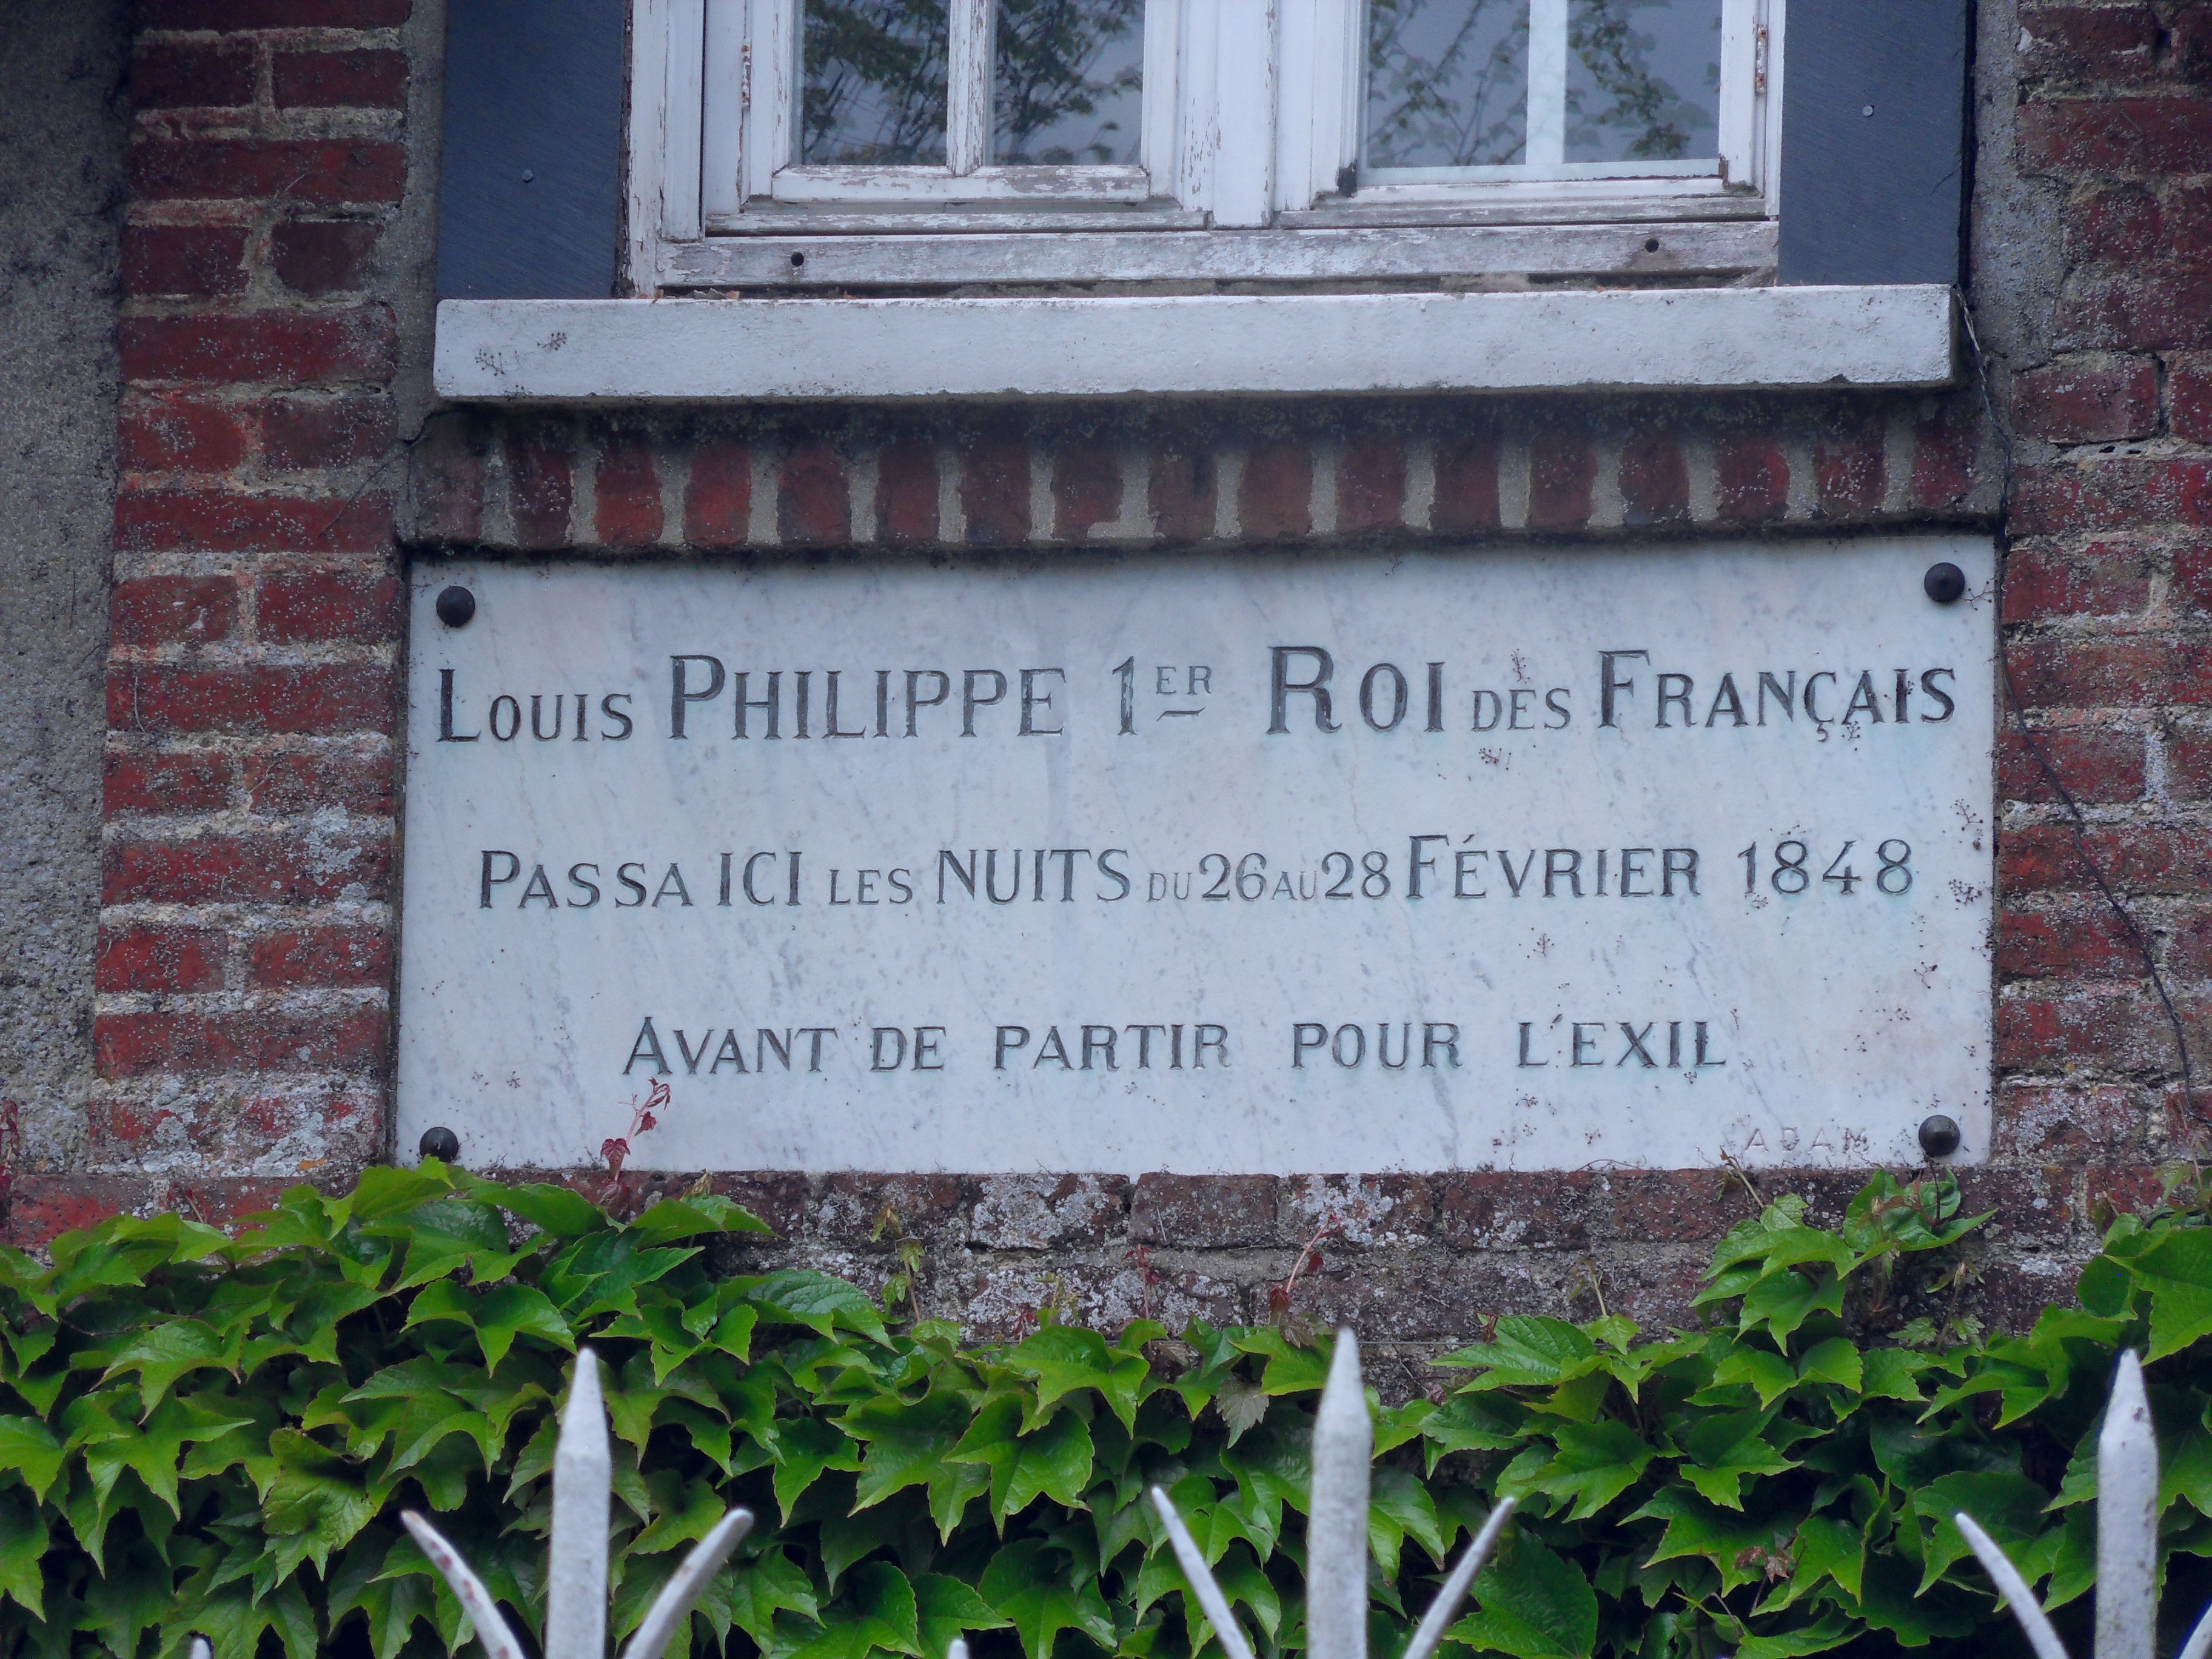 LOUIS PHILIPPE 1ER ROI DES FRANÇAIS
PASSA ICI LES NUITS DU 26 AU 28 FÉVRIER 1848
AVANT DE PARTIR POUR L'EXIL
ADAM